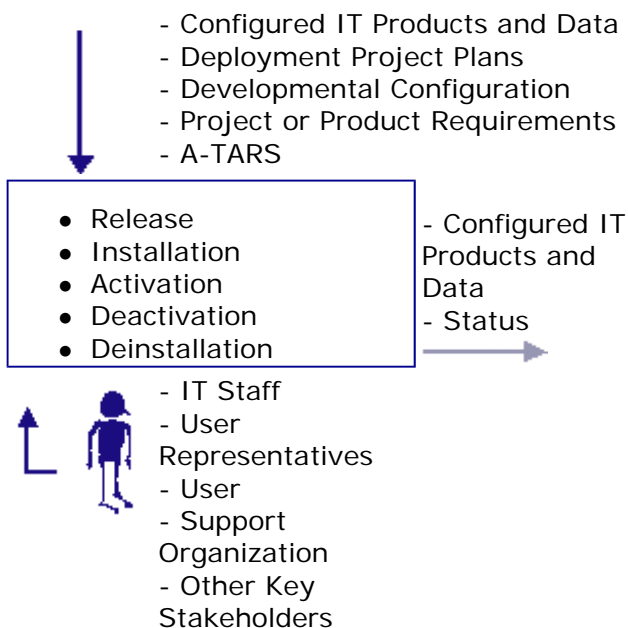 - Configured IT Products and Data
- Deployment Project Plans
- Developmental Configuration
- Project or Product Requirements
- A-TARS
● Release
● Installation
● Activation
● Deactivation
● Deinstallation
- Configured IT
Products and
Data
- Status
- IT Staff
- User
Representatives
- User
- Support
Organization
- Other Key
Stakeholders